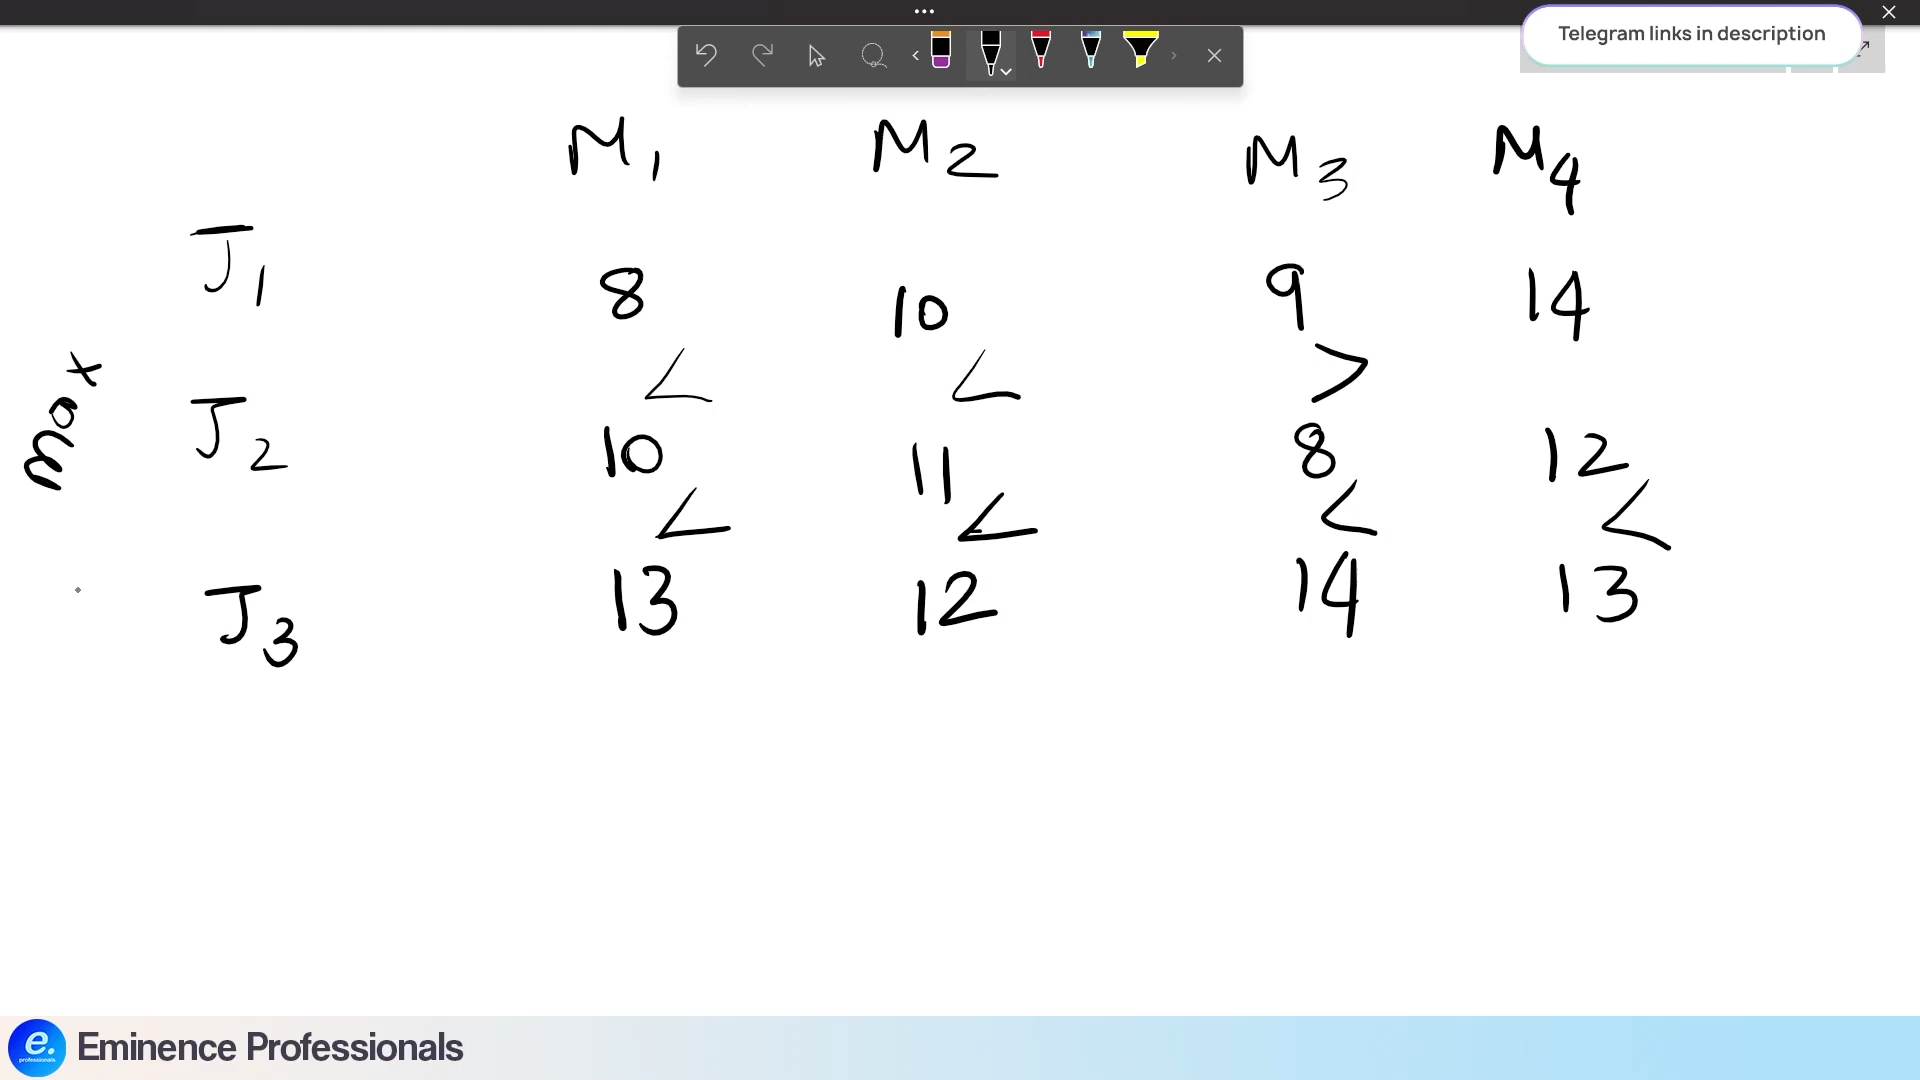 Telegram links in description
M1 M2 M3 M4
J1 8 10 9 14
< < >
max
J2 10 11 8 12
< < < <
J3 13 12 14 13
e.
professionals
Eminence Professionals